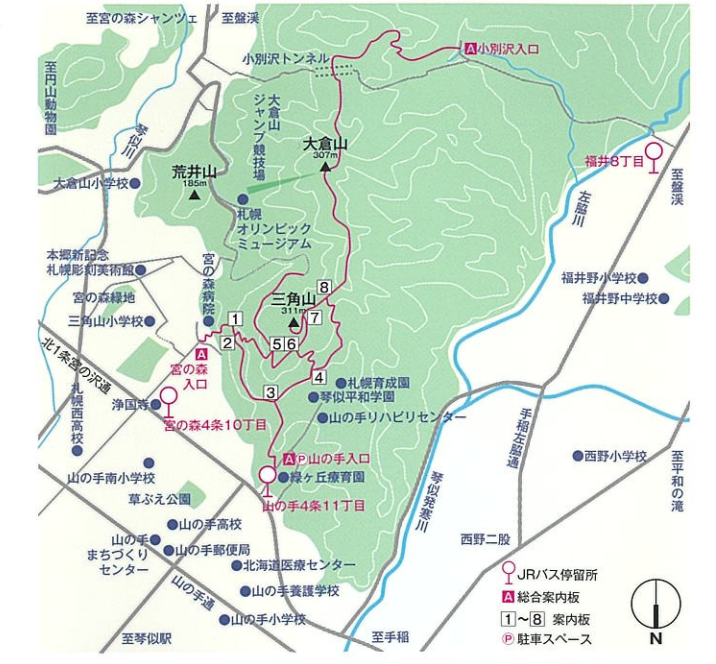 至宮の森シャンツェ
至盤渓
小別沢トンネル
A小別沢入口
至円山動物園
琴似川
大倉山
ジャンプ競技場
大倉山
307m
荒井山
185m
福井8丁目
至盤渓
大倉山小学校
左脇川
札幌
オリンピック
ミュージアム
本郷新記念
札幌彫刻美術館
宮の森病院
福井野小学校
福井野中学校
宮の森緑地
三角山
311m
三角山小学校
1
2
3
4
5
6
7
8
北1条宮の沢通
A
宮の森
入口
札幌育成園
琴似平和学園
山の手リハビリセンター
札幌西高校
浄国寺
宮の森4条10丁目
手稲左脇通
AⓅ山の手入口
緑ヶ丘療育園
山の手4条11丁目
山の手南小学校
草ぶえ公園
琴似発寒川
西野小学校
至平和の滝
西野二股
山の手高校
山の手
まちづくり
センター
山の手郵便局
北海道医療センター
山の手養護学校
山の手通
山の手小学校
至琴似駅
至手稲
JRバス停留所
A 総合案内板
1〜8 案内板
Ⓟ 駐車スペース
N